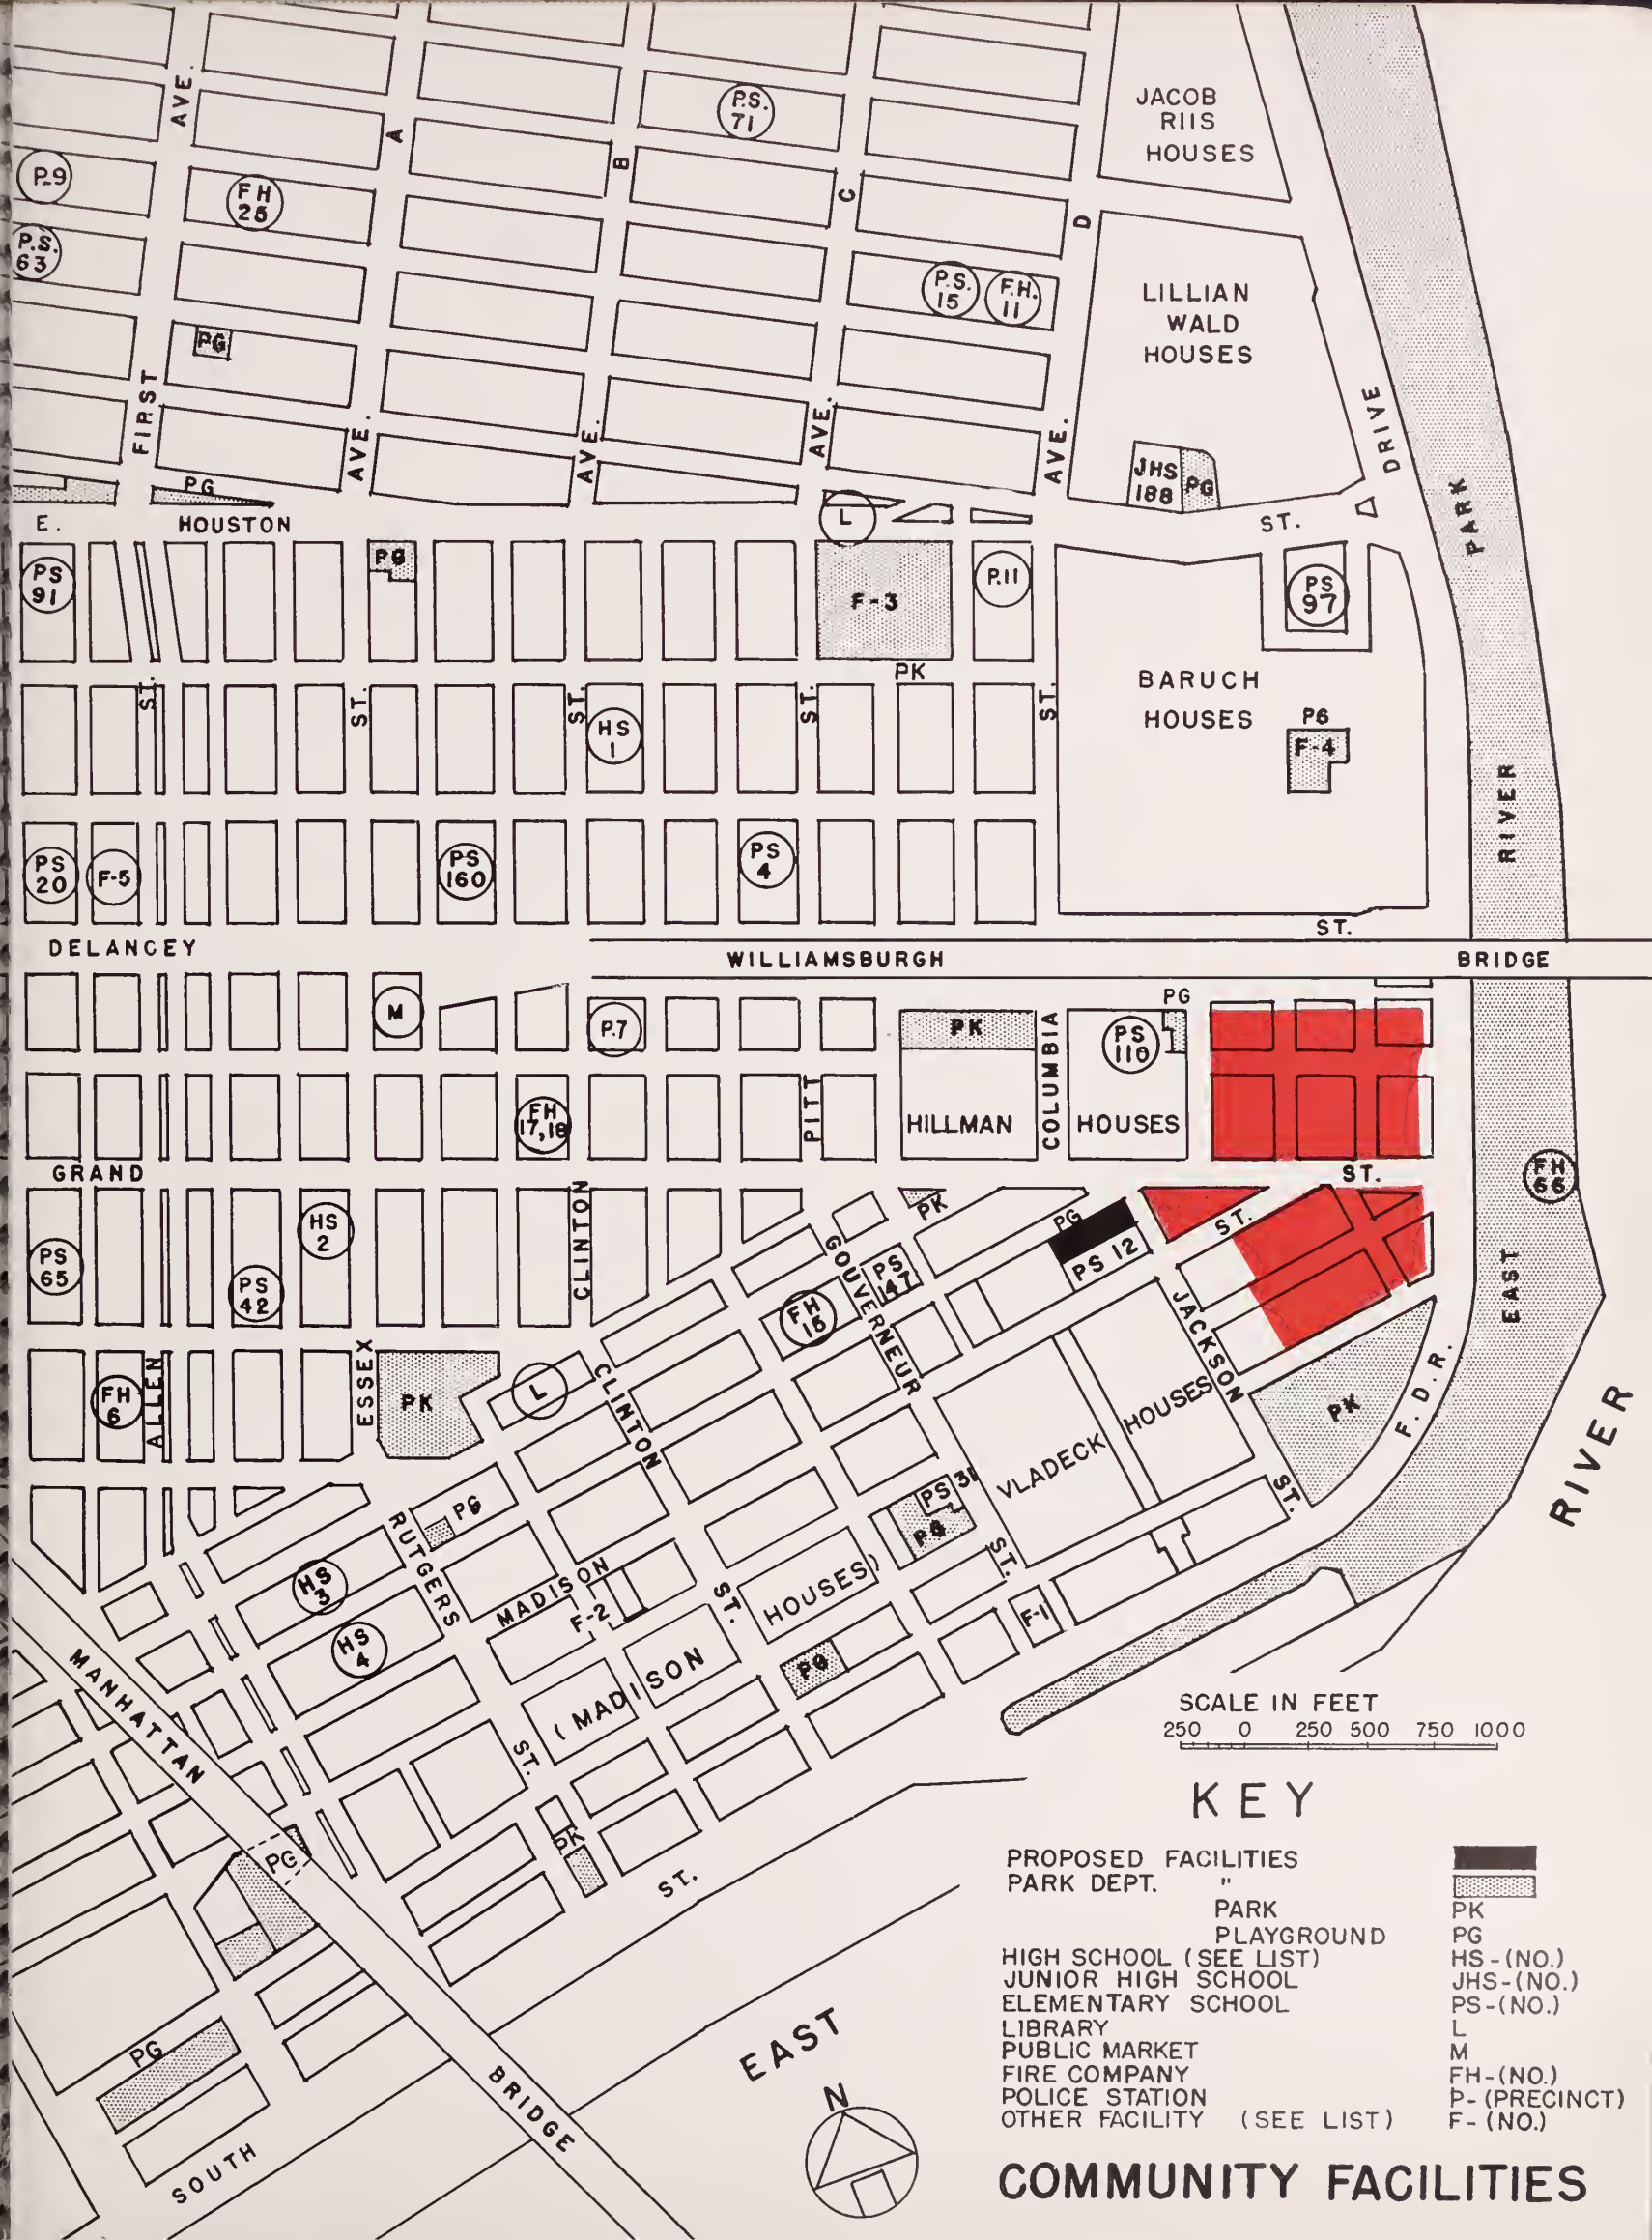 AVE.
A
B
C
D
P.S.
71
JACOB
RIIS
HOUSES
P-9
FH
25
P.S.
63
P.S.
15
F.H.
11
LILLIAN
WALD
HOUSES
PG
FIRST
AVE.
AVE.
AVE.
AVE.
DRIVE
JHS
188
PG
PG
L
E.
HOUSTON
ST.
PARK
PS
91
PG
F-3
P.11
PS
97
PK
BARUCH
HOUSES
ST.
ST.
ST.
ST.
ST.
HS
1
PG
F-4
RIVER
PS
20
F-5
PS
160
PS
4
ST.
DELANCEY
WILLIAMSBURGH
BRIDGE
M
P.7
PK
COLUMBIA
PG
PS
110
FH
17,18
PITT
HILLMAN
HOUSES
GRAND
ST.
FH
66
HS
2
CLINTON
PK
PG
ST.
PS
65
PS
42
GOUVERNEUR
PS
147
PS 12
EAST
FH
15
JACKSON
FH
6
ALLEN
ESSEX
PK
L
CLINTON
HOUSES
PK
F. D. R.
VLADECK
RIVER
PS 31
PG
ST.
PG
RUTGERS
HS
3
MADISON
F-2
ST.
HOUSES)
ST.
F-1
HS
4
(MADISON
PG
MANHATTAN
ST.
SCALE IN FEET
250 0 250 500 750 1000
PK
PG
ST.
KEY
PROPOSED FACILITIES
PARK DEPT. "
PARK PK
PLAYGROUND PG
HIGH SCHOOL (SEE LIST) HS-(NO.)
JUNIOR HIGH SCHOOL JHS-(NO.)
ELEMENTARY SCHOOL PS-(NO.)
LIBRARY L
PUBLIC MARKET M
FIRE COMPANY FH-(NO.)
POLICE STATION P-(PRECINCT)
OTHER FACILITY (SEE LIST) F-(NO.)
PG
EAST
BRIDGE
N
SOUTH
COMMUNITY FACILITIES